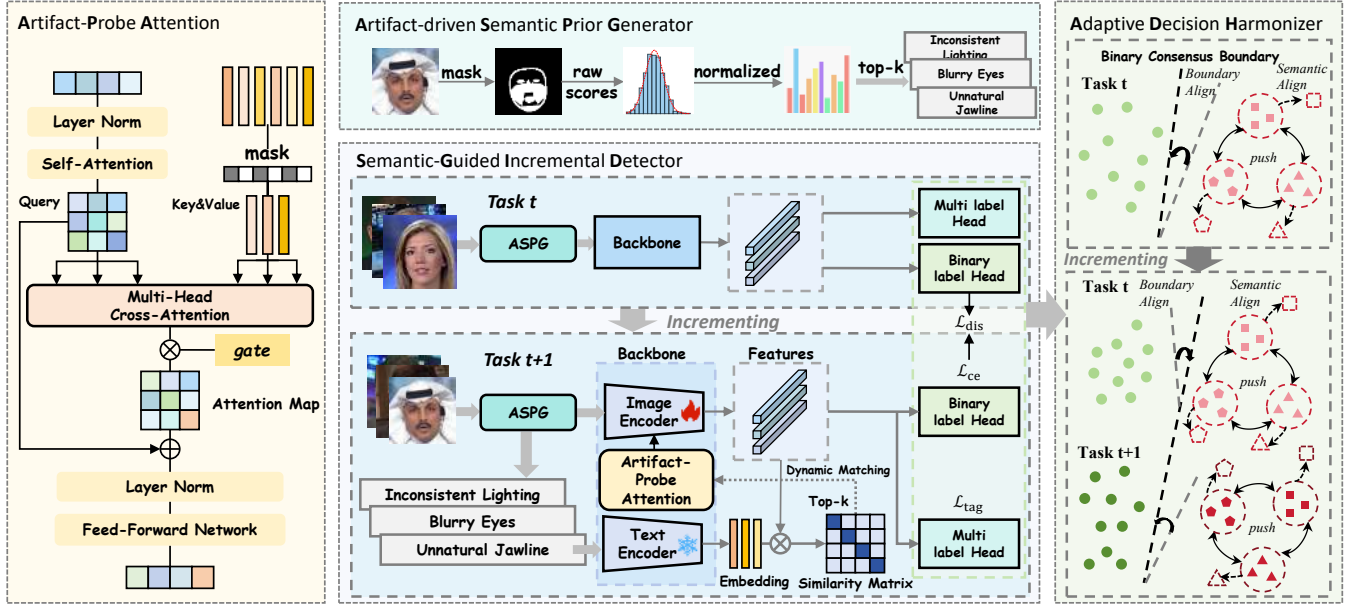 Artifact-Probe Attention
Layer Norm
Self-Attention
mask
Query
Key&Value
Multi-Head
Cross-Attention
gate
Attention Map
Layer Norm
Feed-Forward Network
Artifact-driven Semantic Prior Generator
mask
raw
scores
normalized
top-k
Inconsistent
Lighting
Blurry Eyes
Unnatural
Jawline
Semantic-Guided Incremental Detector
Task t
ASPG
Backbone
Multi label
Head
Binary
label Head
Incrementing
ℒdis
Task t+1
ASPG
Backbone
Image
Encoder
Features
ℒce
Binary
label Head
Artifact-
Probe
Attention
Dynamic Matching
Inconsistent Lighting
Blurry Eyes
Unnatural Jawline
Text
Encoder
Embedding
Top-k
Similarity Matrix
ℒtag
Multi
label Head
Adaptive Decision Harmonizer
Binary Consensus Boundary
Task t
Boundary
Align
Semantic
Align
push
Incrementing
Task t
Boundary
Align
Semantic
Align
push
Task t+1
push